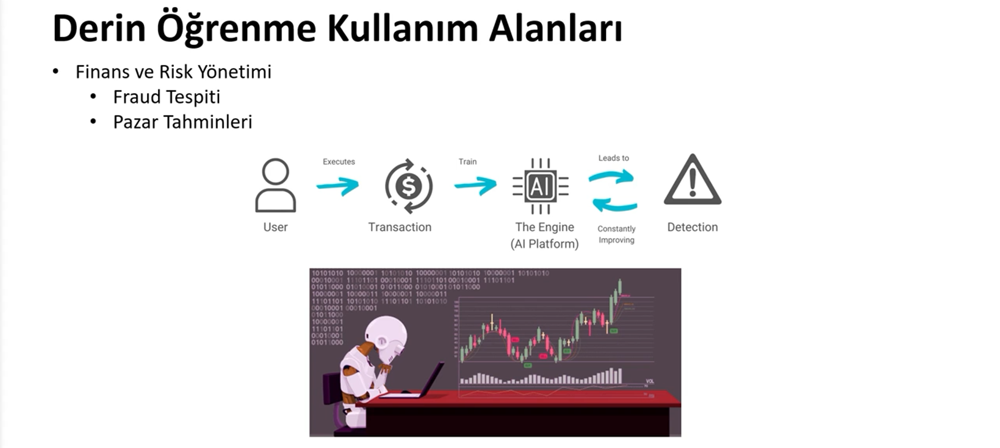 Derin Öğrenme Kullanım Alanları
• Finans ve Risk Yönetimi
• Fraud Tespiti
• Pazar Tahminleri
Executes
Train
Leads to
AI
User
Transaction
The Engine
(AI Platform)
Constantly
Improving
Detection
10101010 10000001 10101010 10000001 10101010 10000001 10101010
00010001 11101101 00010001 11101101 00010001 11101101
01011000 01010001 01011000 01010001 01011000
10000001 10000011 10000001 10000011
11101101 10101010 11101101 10101010
00010001 00010001
01011000
10000001
11101101
00010001
01011000
VOL